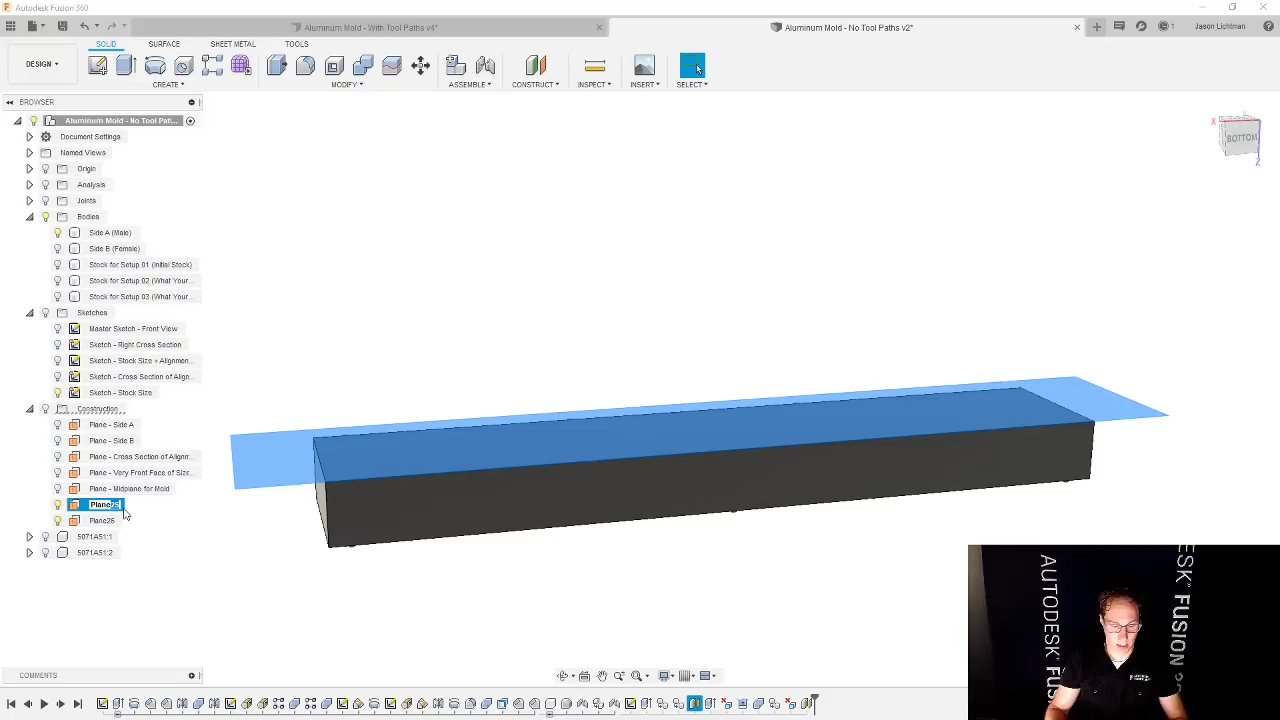 Autodesk Fusion 360
Aluminum Mold - With Tool Paths v4*
Aluminum Mold - No Tool Paths v2*
1
Jason Lichtman
DESIGN
SOLID
SURFACE
SHEET METAL
TOOLS
CREATE
MODIFY
ASSEMBLE
CONSTRUCT
INSPECT
INSERT
SELECT
BROWSER
Aluminum Mold - No Tool Pat...
Document Settings
Named Views
Origin
Analysis
Joints
Bodies
Side A (Male)
Side B (Female)
Stock for Setup 01 (Initial Stock)
Stock for Setup 02 (What Your...
Stock for Setup 03 (What Your...
Sketches
Master Sketch - Front View
Sketch - Right Cross Section
Sketch - Stock Size + Alignmen...
Sketch - Cross Section of Align...
Sketch - Stock Size
Construction
Plane - Side A
Plane - Side B
Plane - Cross Section of Alignm...
Plane - Very Front Face of Size...
Plane - Midplane for Mold
Plane25
Plane26
5071A51:1
5071A51:2
X
BOTTOM
Z
COMMENTS
AUTODESK
FUS
ESK FUSION